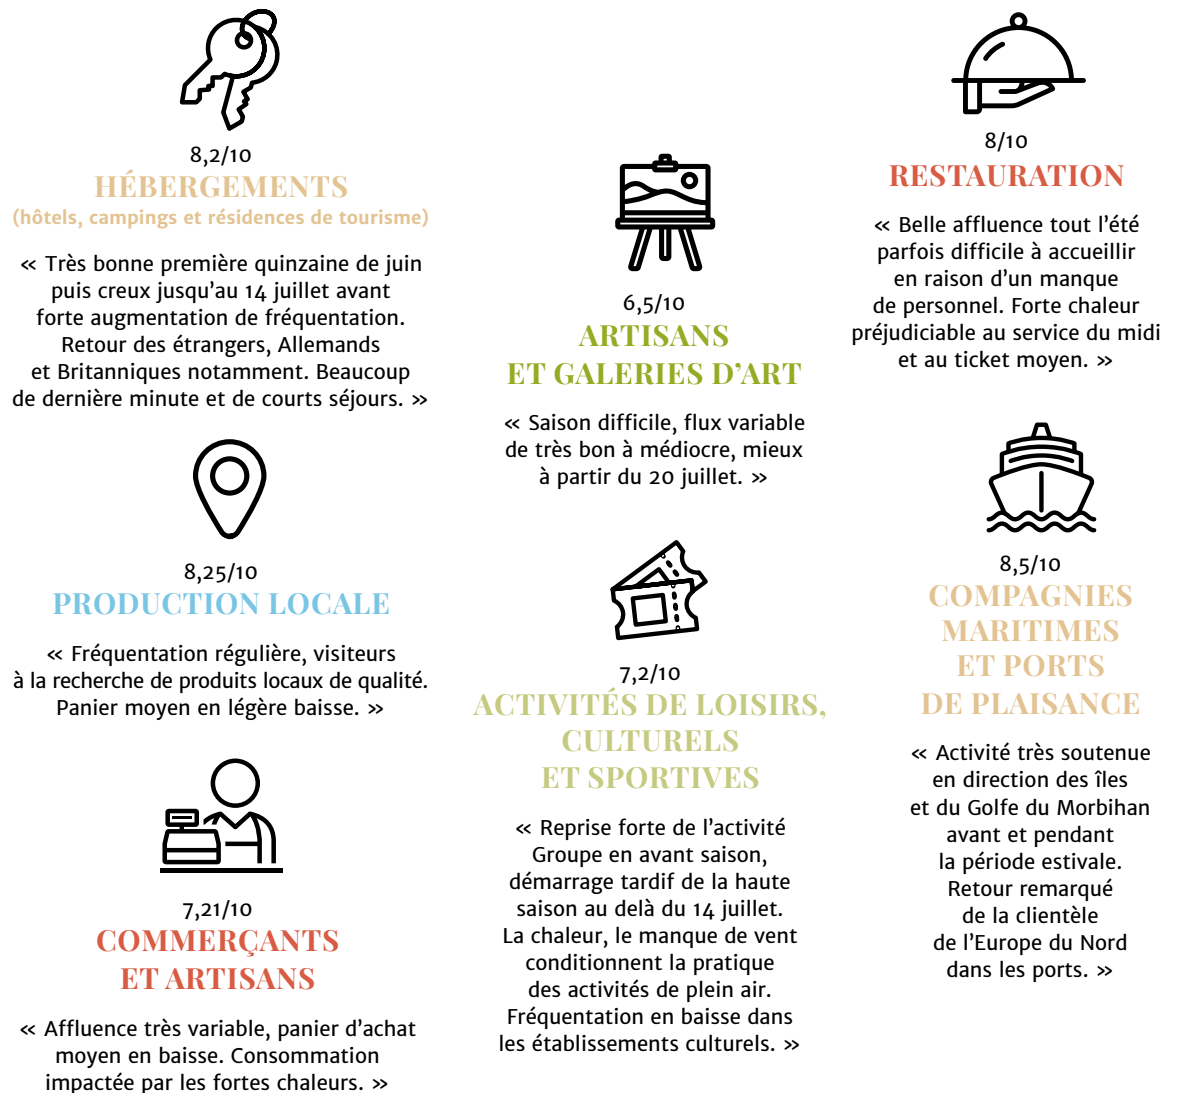 8,2/10
HÉBERGEMENTS
(hôtels, campings et résidences de tourisme)
« Très bonne première quinzaine de juin
puis creux jusqu’au 14 juillet avant
forte augmentation de fréquentation.
Retour des étrangers, Allemands
et Britanniques notamment. Beaucoup
de dernière minute et de courts séjours. »
8,25/10
PRODUCTION LOCALE
« Fréquentation régulière, visiteurs
à la recherche de produits locaux de qualité.
Panier moyen en légère baisse. »
7,21/10
COMMERÇANTS
ET ARTISANS
« Affluence très variable, panier d’achat
moyen en baisse. Consommation
impactée par les fortes chaleurs. »
6,5/10
ARTISANS
ET GALERIES D’ART
« Saison difficile, flux variable
de très bon à médiocre, mieux
à partir du 20 juillet. »
7,2/10
ACTIVITÉS DE LOISIRS,
CULTURELS
ET SPORTIVES
« Reprise forte de l’activité
Groupe en avant saison,
démarrage tardif de la haute
saison au delà du 14 juillet.
La chaleur, le manque de vent
conditionnent la pratique
des activités de plein air.
Fréquentation en baisse dans
les établissements culturels. »
8/10
RESTAURATION
« Belle affluence tout l’été
parfois difficile à accueillir
en raison d’un manque
de personnel. Forte chaleur
préjudiciable au service du midi
et au ticket moyen. »
8,5/10
COMPAGNIES
MARITIMES
ET PORTS
DE PLAISANCE
« Activité très soutenue
en direction des îles
et du Golfe du Morbihan
avant et pendant
la période estivale.
Retour remarqué
de la clientèle
de l’Europe du Nord
dans les ports. »